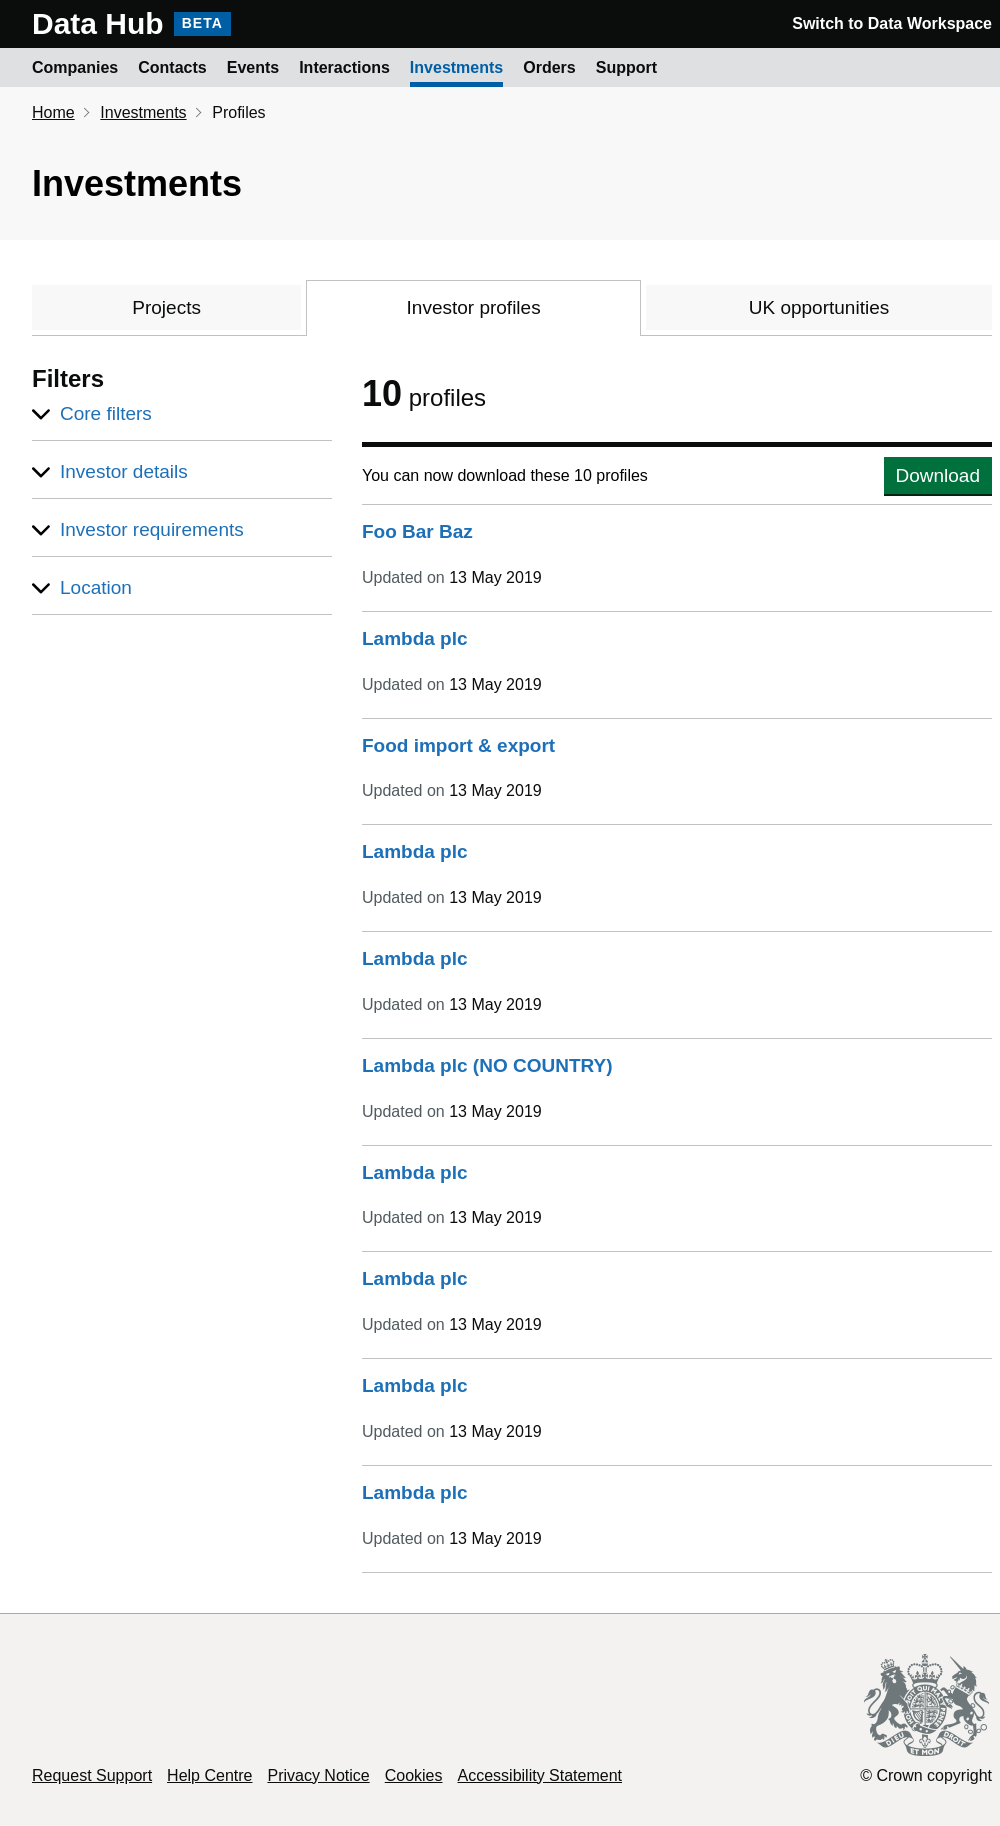 Data Hub BETA Switch to Data Workspace
Companies Contacts Events Interactions Investments Orders Support
Home Investments Profiles
Investments
Projects Investor profiles UK opportunities
Filters
Core filters
Investor details
Investor requirements
Location
10 profiles
You can now download these 10 profiles Download
Foo Bar Baz
Updated on 13 May 2019
Lambda plc
Updated on 13 May 2019
Food import & export
Updated on 13 May 2019
Lambda plc
Updated on 13 May 2019
Lambda plc
Updated on 13 May 2019
Lambda plc (NO COUNTRY)
Updated on 13 May 2019
Lambda plc
Updated on 13 May 2019
Lambda plc
Updated on 13 May 2019
Lambda plc
Updated on 13 May 2019
Lambda plc
Updated on 13 May 2019
DIEU ET MON DROIT
Request Support Help Centre Privacy Notice Cookies Accessibility Statement © Crown copyright